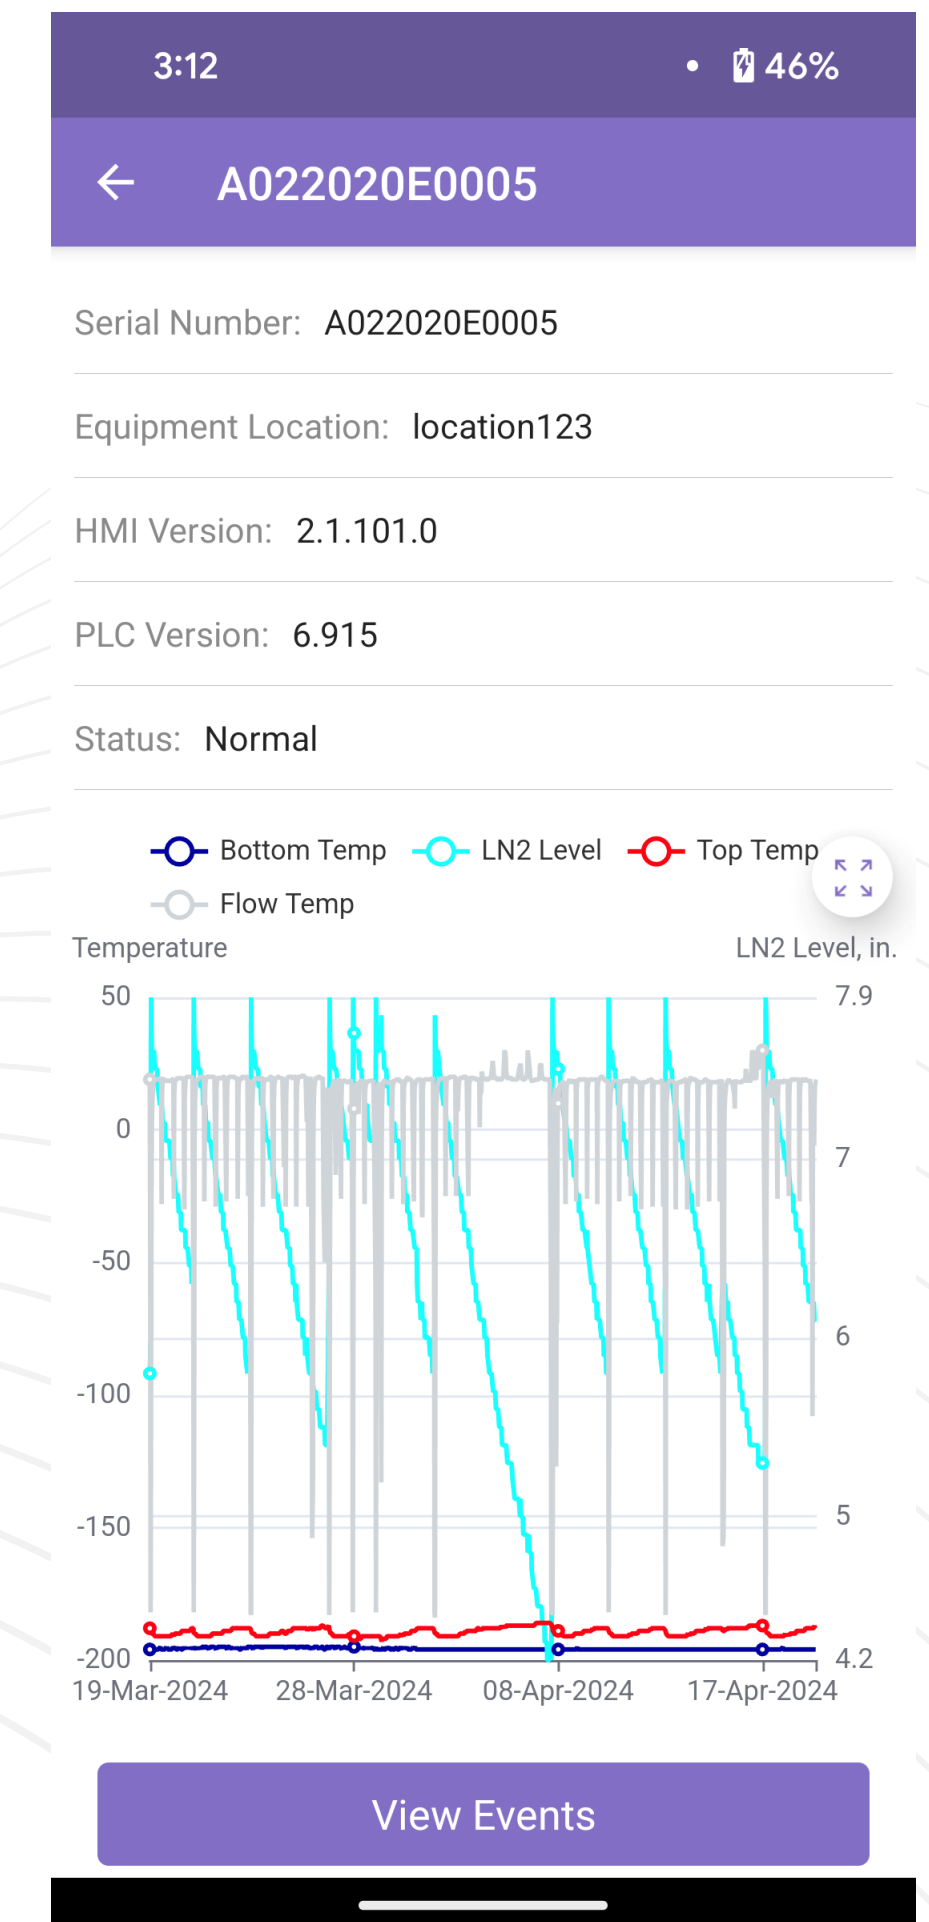 3:12 46%
A022020E0005
Serial Number: A022020E0005
Equipment Location: location123
HMI Version: 2.1.101.0
PLC Version: 6.915
Status: Normal
Bottom Temp LN2 Level Top Temp
Flow Temp
Temperature LN2 Level, in.
50 7.9
0
7
-50
6
-100
5
-150
-200 4.2
19-Mar-2024 28-Mar-2024 08-Apr-2024 17-Apr-2024
View Events